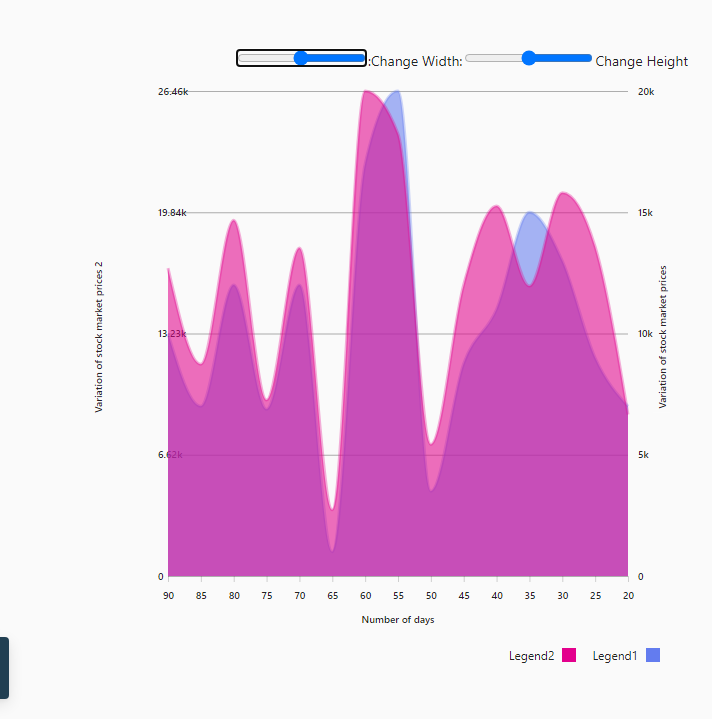 :Change Width: Change Height
26.46k 20k
19.84k 15k
13.23k 10k
6.62k 5k
0 0
Variation of stock market prices 2
Variation of stock market prices
90 85 80 75 70 65 60 55 50 45 40 35 30 25 20
Number of days
Legend2 Legend1